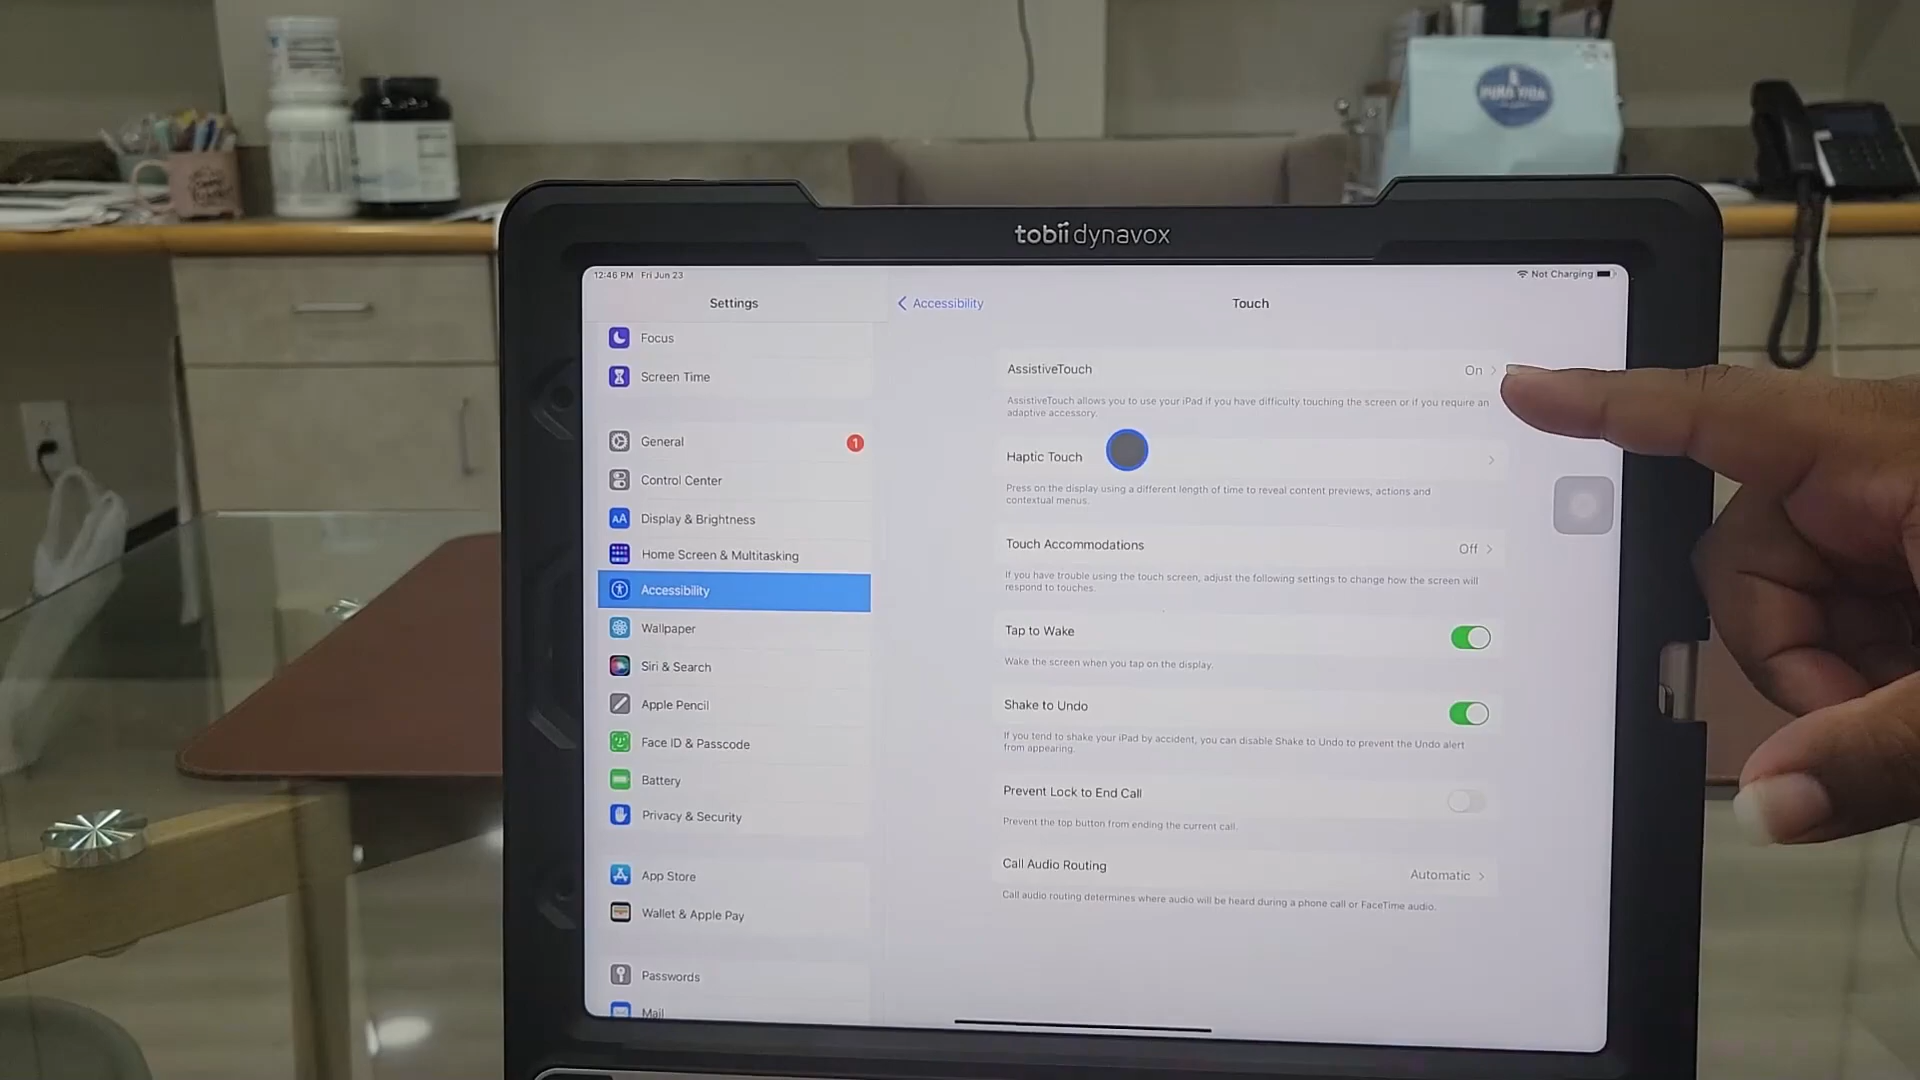 PURA VIDA
tobii dynavox
12:46 PM Fri Jun 23
Not Charging
Settings
Focus
Screen Time
General
1
Control Center
AA
Display & Brightness
Home Screen & Multitasking
Accessibility
Wallpaper
Siri & Search
Apple Pencil
Face ID & Passcode
Battery
Privacy & Security
App Store
Wallet & Apple Pay
Passwords
Mail
Accessibility
Touch
AssistiveTouch
On
AssistiveTouch allows you to use your iPad if you have difficulty touching the screen or if you require an
adaptive accessory.
Haptic Touch
Press on the display using a different length of time to reveal content previews, actions and
contextual menus.
Touch Accommodations
Off
If you have trouble using the touch screen, adjust the following settings to change how the screen will
respond to touches.
Tap to Wake
Wake the screen when you tap on the display.
Shake to Undo
If you tend to shake your iPad by accident, you can disable Shake to Undo to prevent the Undo alert
from appearing.
Prevent Lock to End Call
Prevent the top button from ending the current call.
Call Audio Routing
Automatic
Call audio routing determines where audio will be heard during a phone call or FaceTime audio.